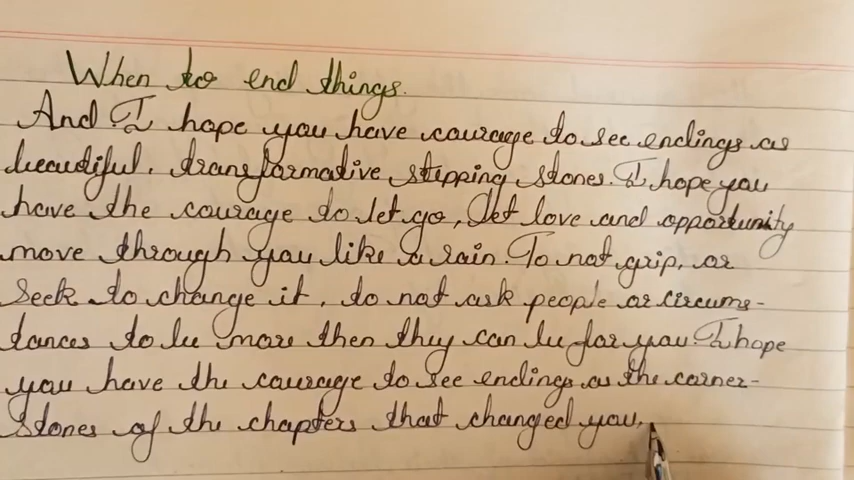 When to end things.
And I hope you have courage to see endings as
beautiful, transformative stepping stones. I hope you
have the courage to let go, let love and opportunity
move through you like a rain. To not grip, or
seek to change it, to not ask people or circums-
tances to be more then they can be for you. I hope
you have the courage to see endings as the corner-
stones of the chapters that changed you,